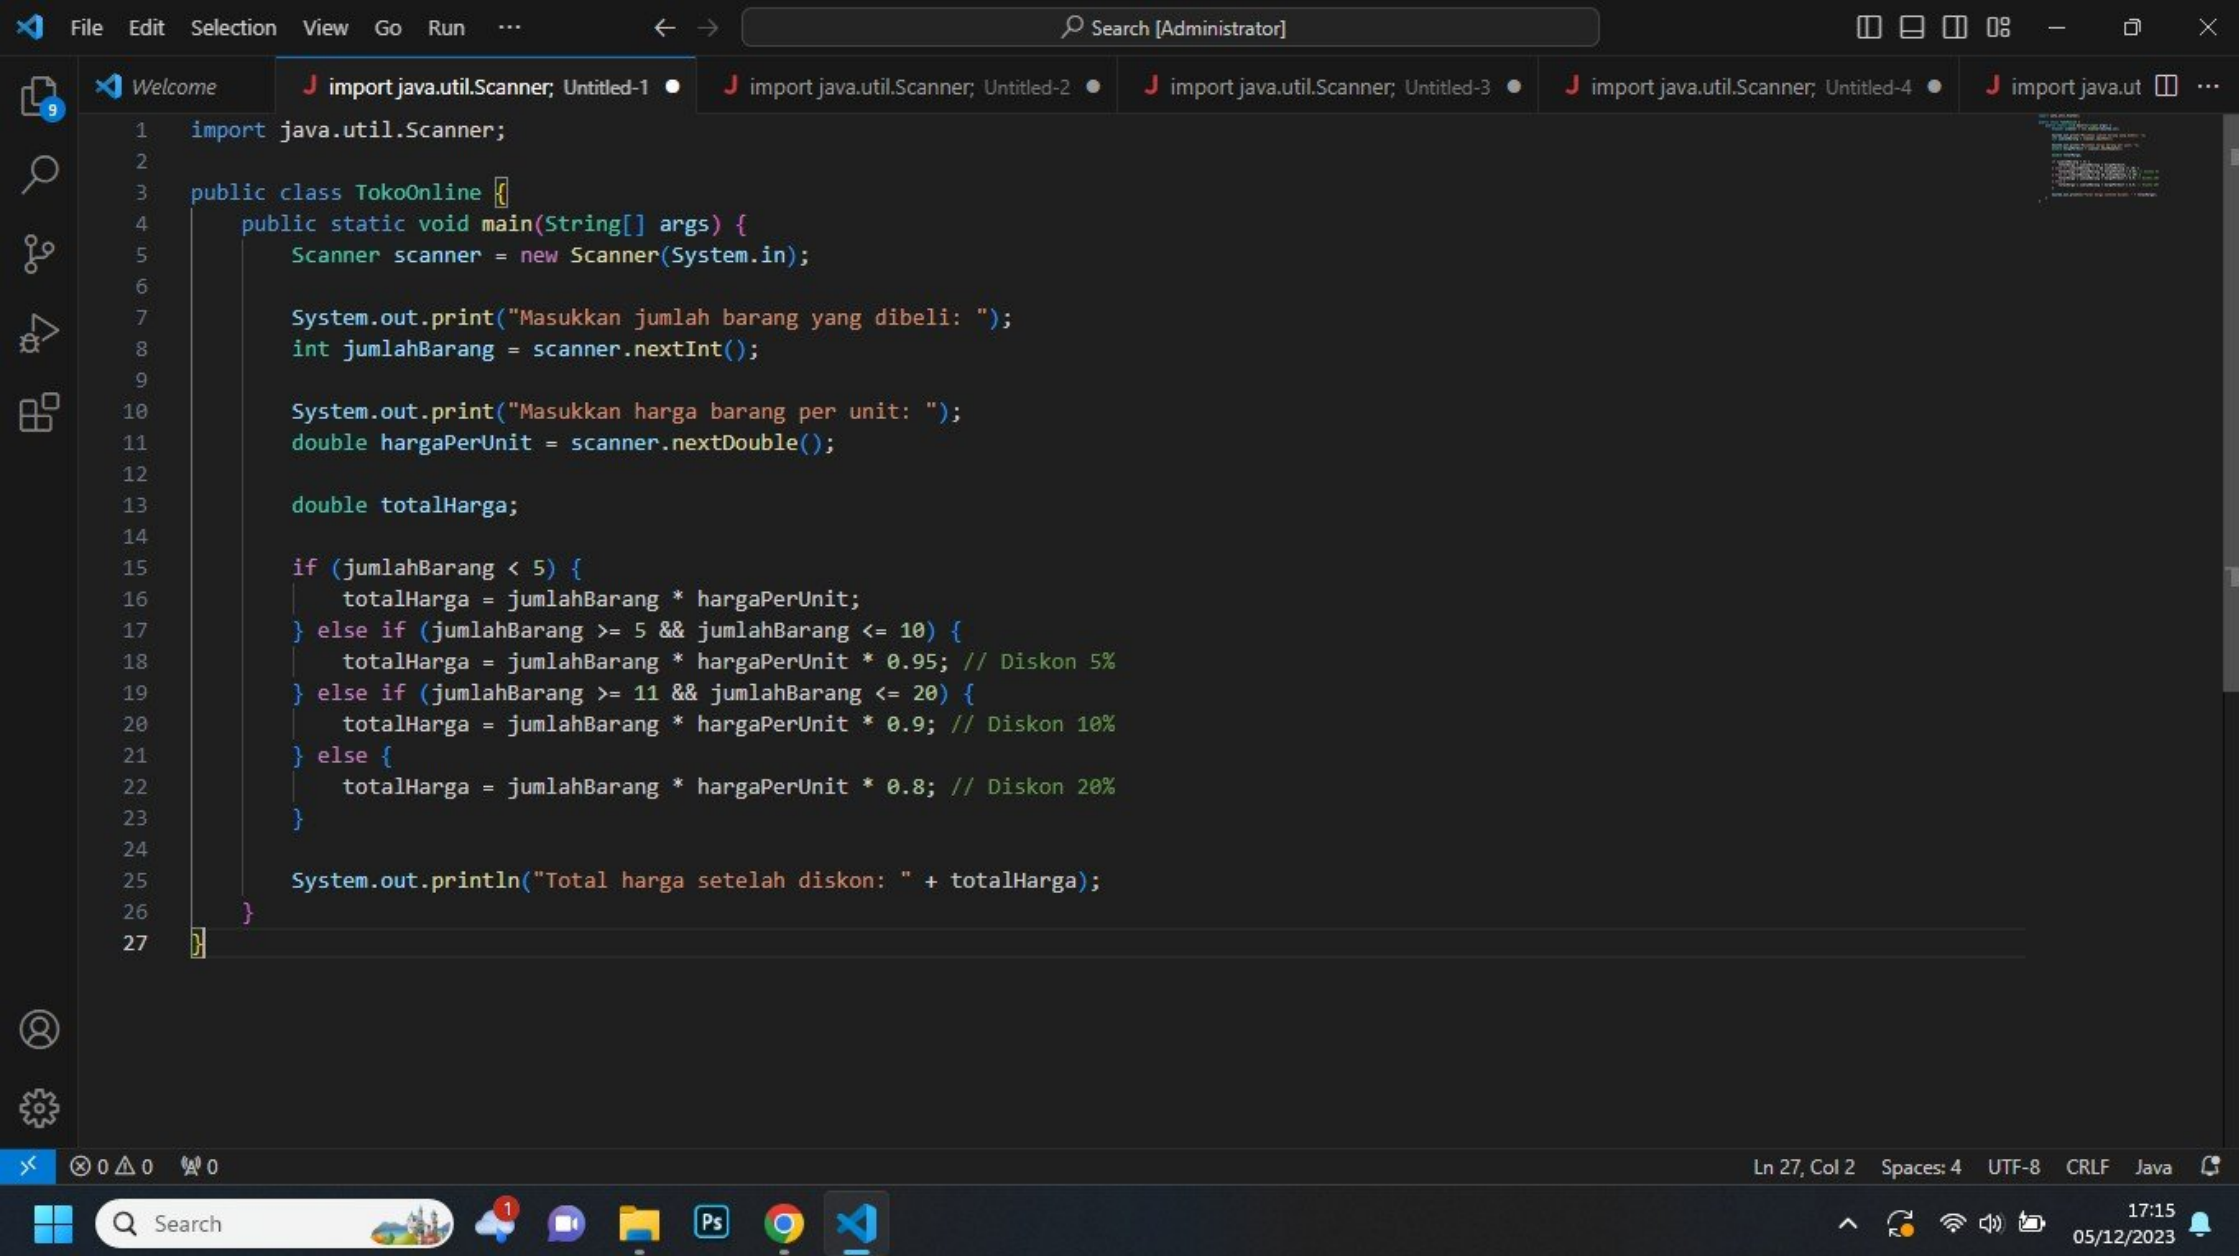 File Edit Selection View Go Run ··· Search [Administrator]
9
Welcome import java.util.Scanner; Untitled-1 import java.util.Scanner; Untitled-2 import java.util.Scanner; Untitled-3 import java.util.Scanner; Untitled-4 import java.ut
1 import java.util.Scanner;
2
3 public class TokoOnline {
4 public static void main(String[] args) {
5 Scanner scanner = new Scanner(System.in);
6
7 System.out.print("Masukkan jumlah barang yang dibeli: ");
8 int jumlahBarang = scanner.nextInt();
9
10 System.out.print("Masukkan harga barang per unit: ");
11 double hargaPerUnit = scanner.nextDouble();
12
13 double totalHarga;
14
15 if (jumlahBarang < 5) {
16 totalHarga = jumlahBarang * hargaPerUnit;
17 } else if (jumlahBarang >= 5 && jumlahBarang <= 10) {
18 totalHarga = jumlahBarang * hargaPerUnit * 0.95; // Diskon 5%
19 } else if (jumlahBarang >= 11 && jumlahBarang <= 20) {
20 totalHarga = jumlahBarang * hargaPerUnit * 0.9; // Diskon 10%
21 } else {
22 totalHarga = jumlahBarang * hargaPerUnit * 0.8; // Diskon 20%
23 }
24
25 System.out.println("Total harga setelah diskon: " + totalHarga);
26 }
27 }
0 0 0 Ln 27, Col 2 Spaces: 4 UTF-8 CRLF Java
Search 1 Ps 17:15
05/12/2023